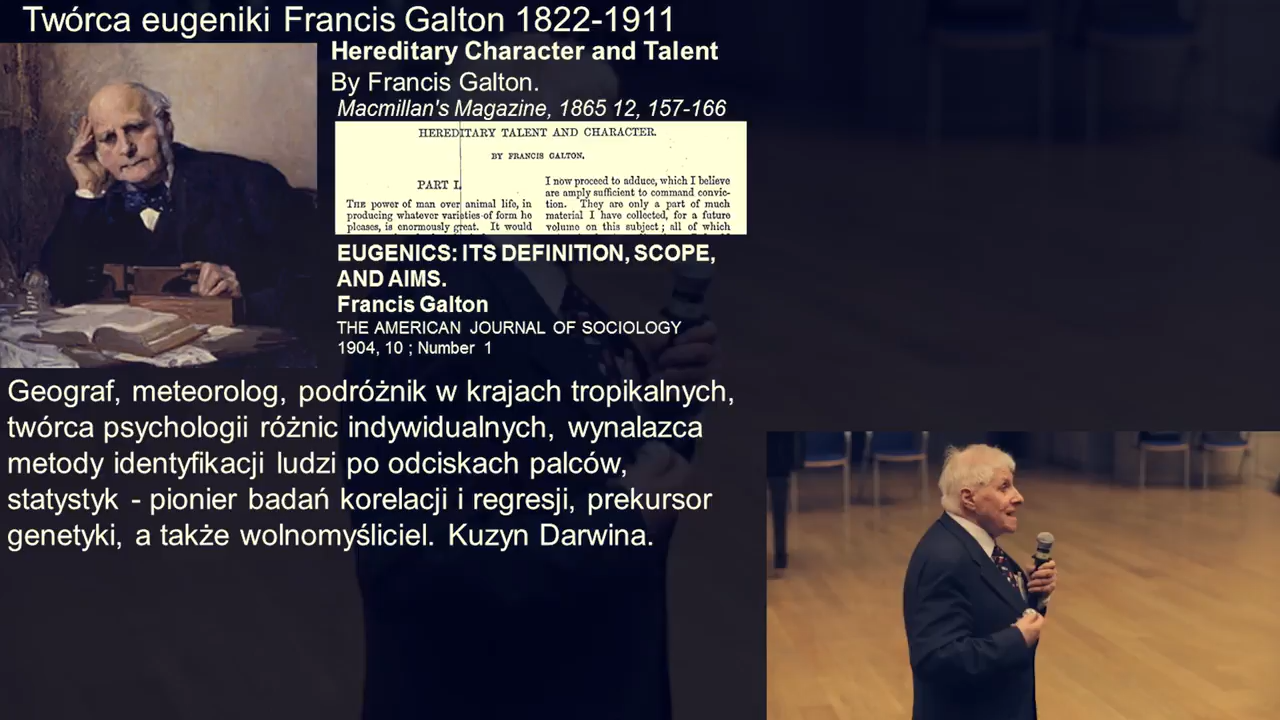 Twórca eugeniki Francis Galton 1822-1911
Hereditary Character and Talent
By Francis Galton.
Macmillan's Magazine, 1865 12, 157-166
HEREDITARY TALENT AND CHARACTER.
BY FRANCIS GALTON.
PART I.
THE power of man over animal life, in
producing whatever varieties of form he
pleases, is enormously great. It would
I now proceed to adduce, which I believe
are amply sufficient to command convic-
tion. They are only a part of much
material I have collected, for a future
volume on this subject; all of which
EUGENICS: ITS DEFINITION, SCOPE,
AND AIMS.
Francis Galton
THE AMERICAN JOURNAL OF SOCIOLOGY
1904, 10 ; Number 1
Geograf, meteorolog, podróżnik w krajach tropikalnych,
twórca psychologii różnic indywidualnych, wynalazca
metody identyfikacji ludzi po odciskach palców,
statystyk - pionier badań korelacji i regresji, prekursor
genetyki, a także wolnomyśliciel. Kuzyn Darwina.